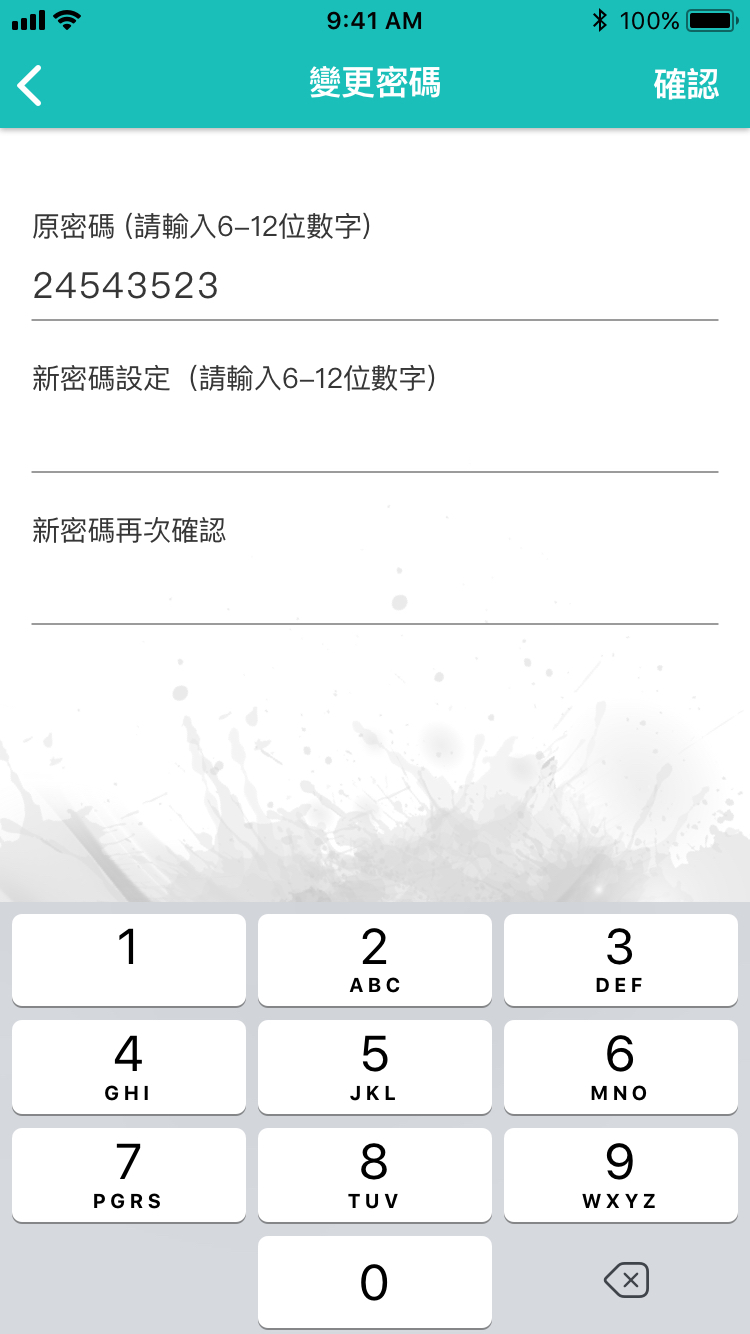 9:41 AM 100%
變更密碼 確認
原密碼 (請輸入6–12位數字)
24543523
新密碼設定（請輸入6–12位數字）
新密碼再次確認
1 2 3
ABC DEF
4 5 6
GHI JKL MNO
7 8 9
PGRS TUV WXYZ
0